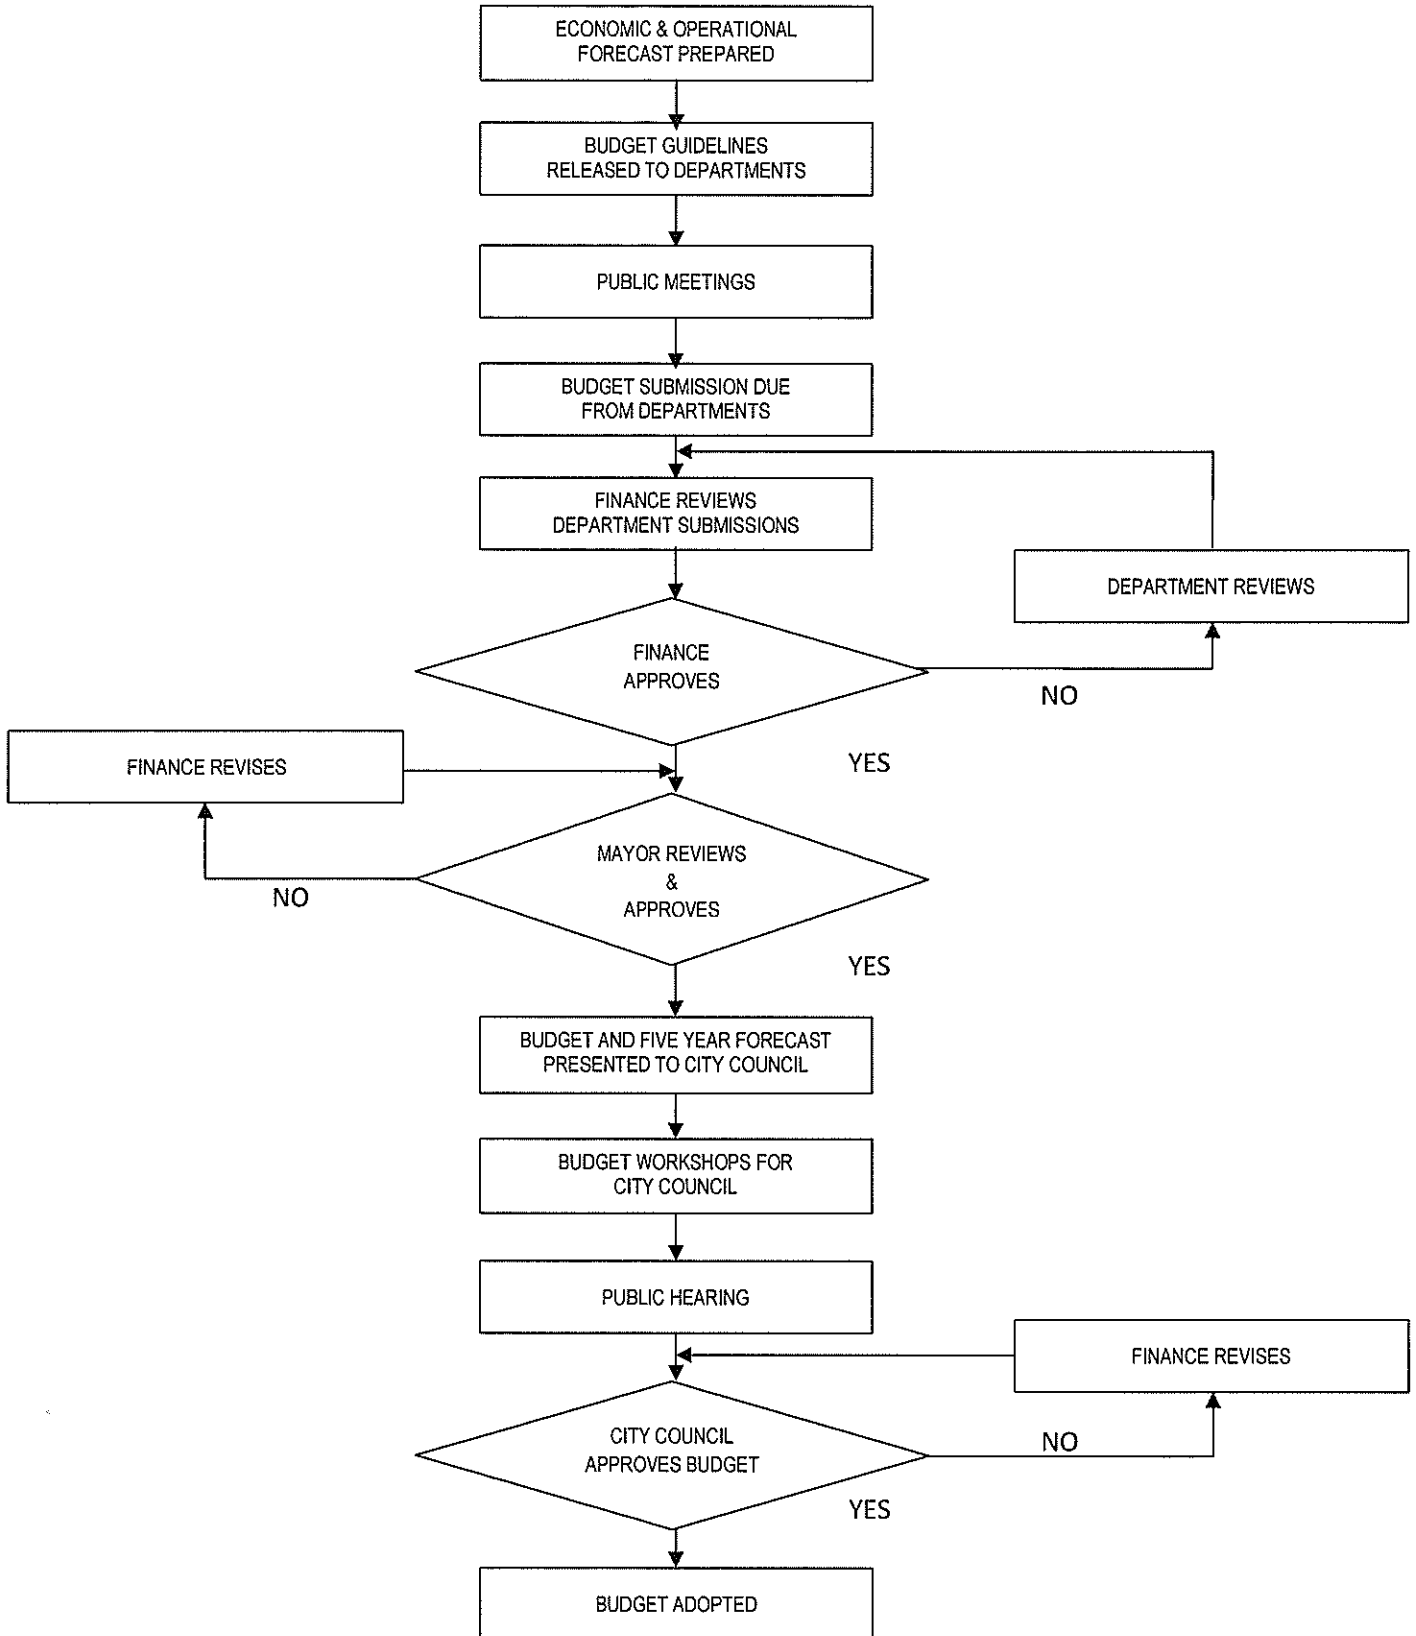 ECONOMIC & OPERATIONAL
FORECAST PREPARED
BUDGET GUIDELINES
RELEASED TO DEPARTMENTS
PUBLIC MEETINGS
BUDGET SUBMISSION DUE
FROM DEPARTMENTS
FINANCE REVIEWS
DEPARTMENT SUBMISSIONS
DEPARTMENT REVIEWS
FINANCE
APPROVES
NO
YES
FINANCE REVISES
MAYOR REVIEWS
&
APPROVES
NO
YES
BUDGET AND FIVE YEAR FORECAST
PRESENTED TO CITY COUNCIL
BUDGET WORKSHOPS FOR
CITY COUNCIL
PUBLIC HEARING
FINANCE REVISES
CITY COUNCIL
APPROVES BUDGET
NO
YES
BUDGET ADOPTED